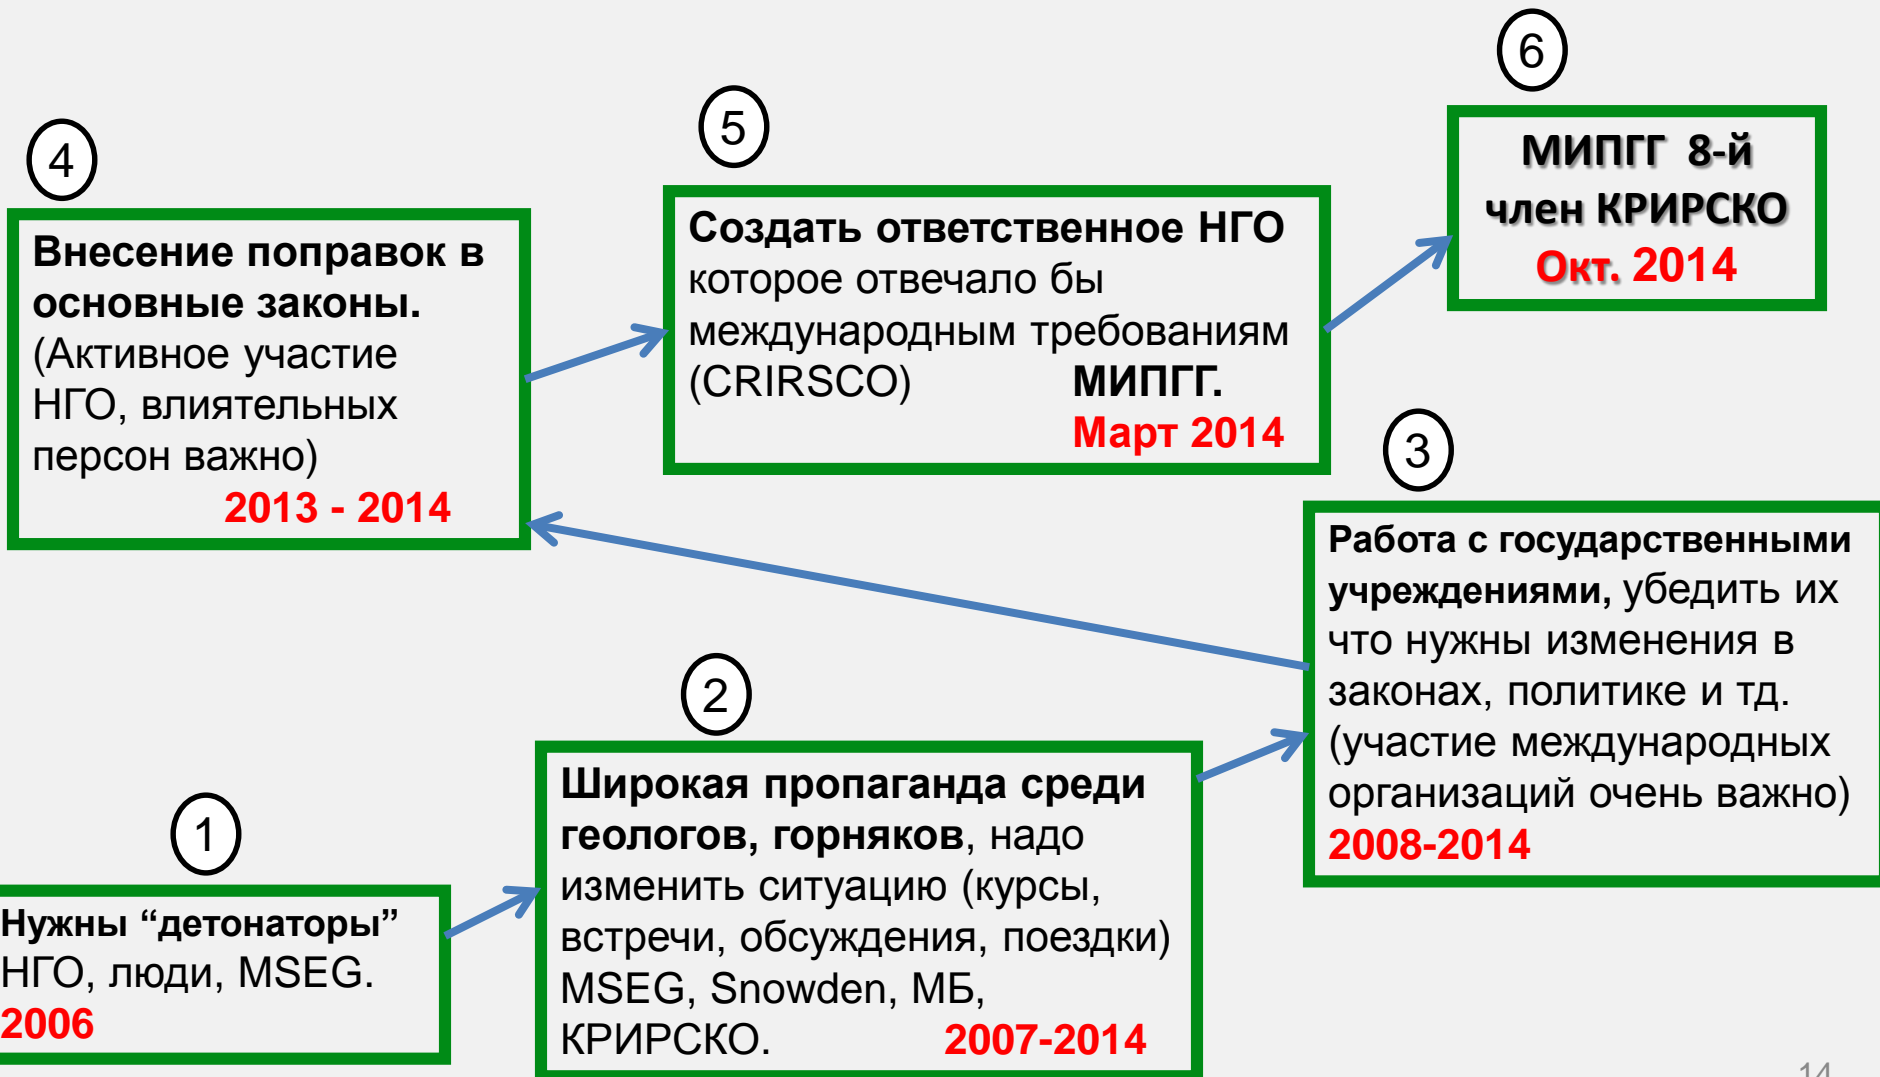 6
МИПГГ 8-й
член КРИРСКО
Окт. 2014
5
Создать ответственное НГО
которое отвечало бы
международным требованиям
(CRIRSCO) МИПГГ.
Март 2014
4
Внесение поправок в
основные законы.
(Активное участие
НГО, влиятельных
персон важно)
2013 - 2014
3
Работа с государственными
учреждениями, убедить их
что нужны изменения в
законах, политике и тд.
(участие международных
организаций очень важно)
2008-2014
2
Широкая пропаганда среди
геологов, горняков, надо
изменить ситуацию (курсы,
встречи, обсуждения, поездки)
MSEG, Snowden, МБ,
КРИРСКО. 2007-2014
1
Нужны “детонаторы”
НГО, люди, MSEG.
2006
14